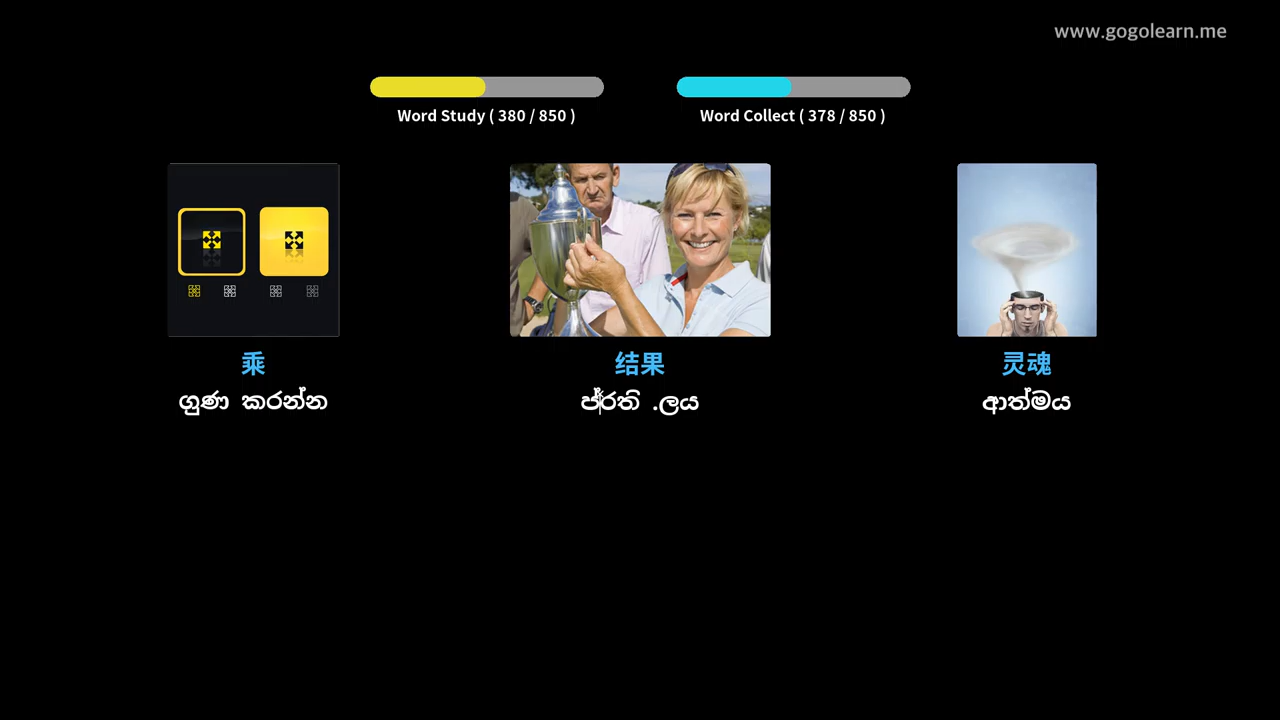 www.gogolearn.me
Word Study ( 380 / 850 )
Word Collect ( 378 / 850 )
乘
ගුණ කරන්න
结果
ප්‍රති .ලය
灵魂
ආත්මය